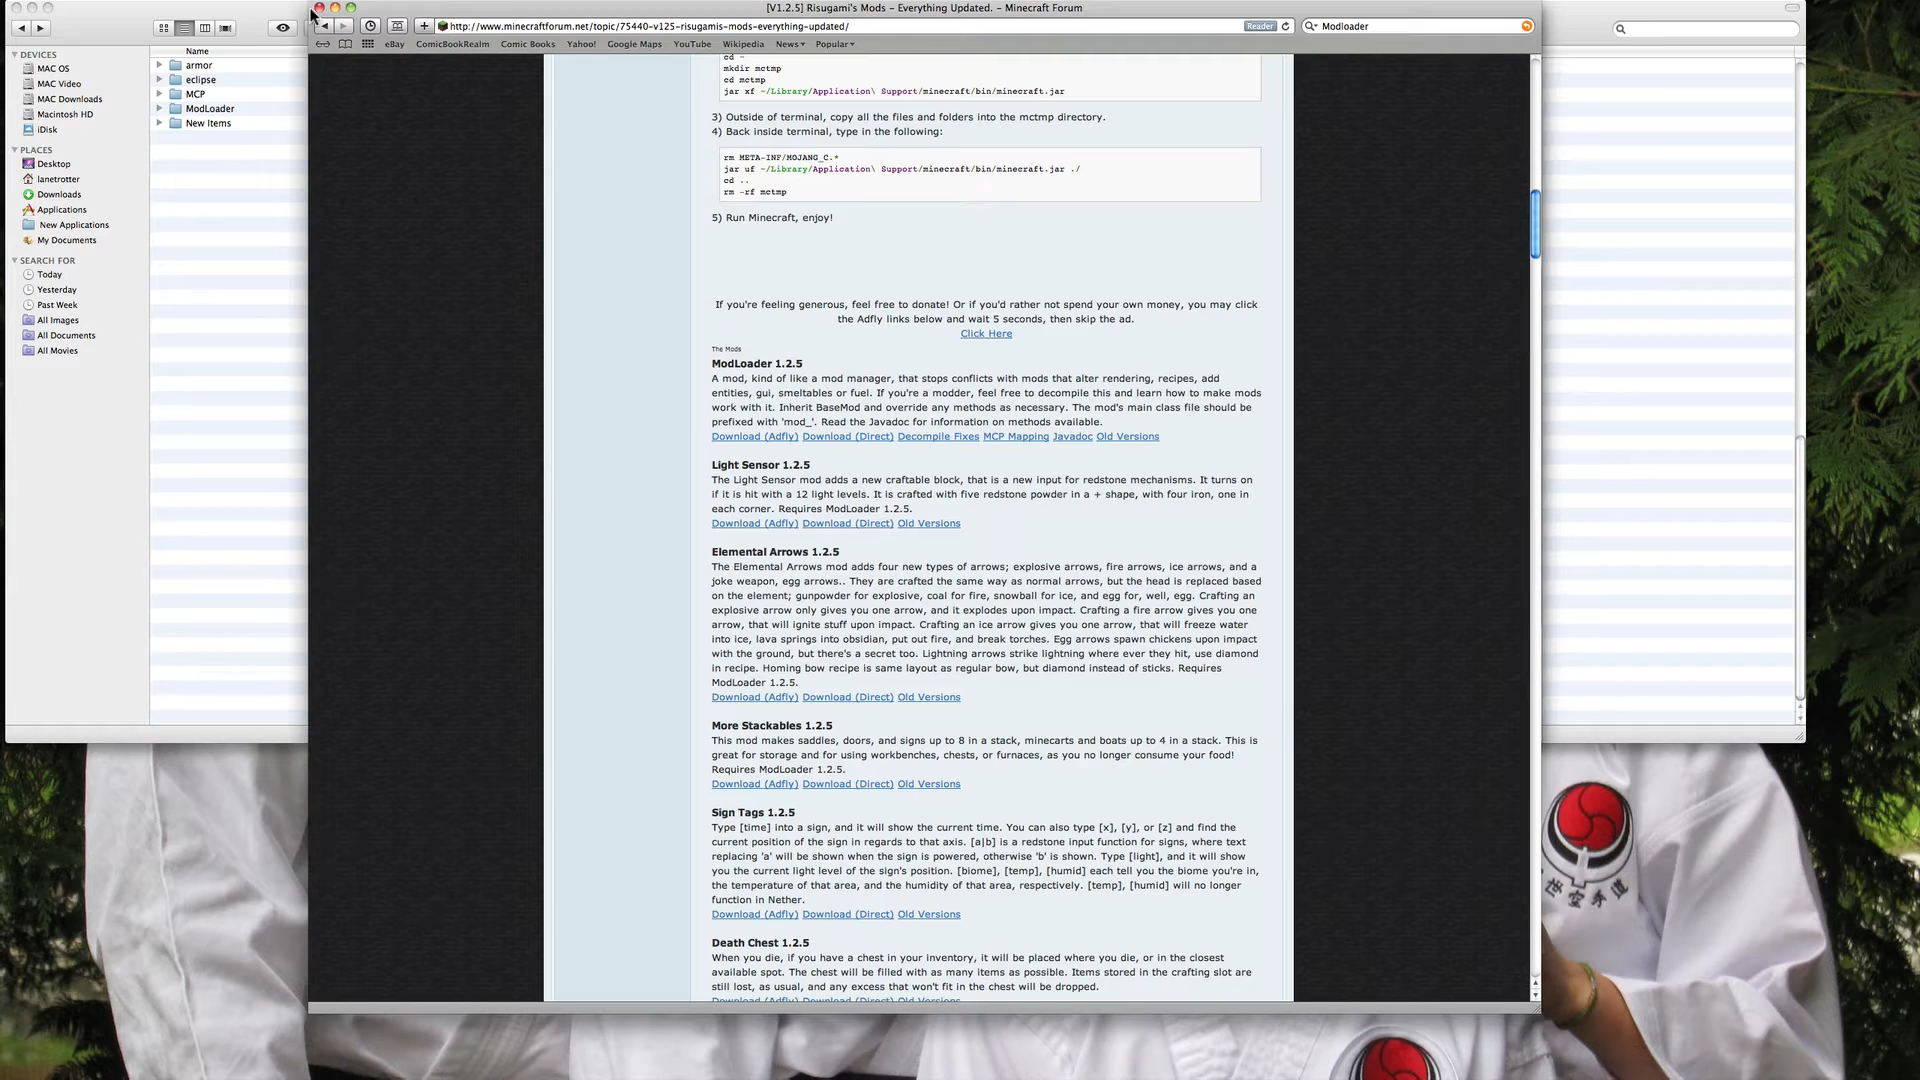 [V1.2.5] Risugami's Mods - Everything Updated. - Minecraft Forum
http://www.minecraftforum.net/topic/75440-v125-risugamis-mods-everything-updated/
Reader
Modloader
eBay ComicBookRealm Comic Books Yahoo! Google Maps YouTube Wikipedia News Popular
DEVICES
MAC OS
MAC Video
MAC Downloads
Macintosh HD
iDisk
PLACES
Desktop
lanetrotter
Downloads
Applications
New Applications
My Documents
SEARCH FOR
Today
Yesterday
Past Week
All Images
All Documents
All Movies
Name
armor
eclipse
MCP
ModLoader
New Items
cd ~
mkdir mctmp
cd mctmp
jar xf ~/Library/Application\ Support/minecraft/bin/minecraft.jar
3) Outside of terminal, copy all the files and folders into the mctmp directory.
4) Back inside terminal, type in the following:
rm META-INF/MOJANG_C.*
jar uf ~/Library/Application\ Support/minecraft/bin/minecraft.jar ./
cd ..
rm -rf mctmp
5) Run Minecraft, enjoy!
If you're feeling generous, feel free to donate! Or if you'd rather not spend your own money, you may click
the Adfly links below and wait 5 seconds, then skip the ad.
Click Here
The Mods
ModLoader 1.2.5
A mod, kind of like a mod manager, that stops conflicts with mods that alter rendering, recipes, add
entities, gui, smeltables or fuel. If you're a modder, feel free to decompile this and learn how to make mods
work with it. Inherit BaseMod and override any methods as necessary. The mod's main class file should be
prefixed with 'mod_'. Read the Javadoc for information on methods available.
Download (Adfly) Download (Direct) Decompile Fixes MCP Mapping Javadoc Old Versions
Light Sensor 1.2.5
The Light Sensor mod adds a new craftable block, that is a new input for redstone mechanisms. It turns on
if it is hit with a 12 light levels. It is crafted with five redstone powder in a + shape, with four iron, one in
each corner. Requires ModLoader 1.2.5.
Download (Adfly) Download (Direct) Old Versions
Elemental Arrows 1.2.5
The Elemental Arrows mod adds four new types of arrows; explosive arrows, fire arrows, ice arrows, and a
joke weapon, egg arrows.. They are crafted the same way as normal arrows, but the head is replaced based
on the element; gunpowder for explosive, coal for fire, snowball for ice, and egg for, well, egg. Crafting an
explosive arrow only gives you one arrow, and it explodes upon impact. Crafting a fire arrow gives you one
arrow, that will ignite stuff upon impact. Crafting an ice arrow gives you one arrow, that will freeze water
into ice, lava springs into obsidian, put out fire, and break torches. Egg arrows spawn chickens upon impact
with the ground, but there's a secret too. Lightning arrows strike lightning where ever they hit, use diamond
in recipe. Homing bow recipe is same layout as regular bow, but diamond instead of sticks. Requires
ModLoader 1.2.5.
Download (Adfly) Download (Direct) Old Versions
More Stackables 1.2.5
This mod makes saddles, doors, and signs up to 8 in a stack, minecarts and boats up to 4 in a stack. This is
great for storage and for using workbenches, chests, or furnaces, as you no longer consume your food!
Requires ModLoader 1.2.5.
Download (Adfly) Download (Direct) Old Versions
Sign Tags 1.2.5
Type [time] into a sign, and it will show the current time. You can also type [x], [y], or [z] and find the
current position of the sign in regards to that axis. [a|b] is a redstone input function for signs, where text
replacing 'a' will be shown when the sign is powered, otherwise 'b' is shown. Type [light], and it will show
you the current light level of the sign's position. [biome], [temp], [humid] each tell you the biome you're in,
the temperature of that area, and the humidity of that area, respectively. [temp], [humid] will no longer
function in Nether.
Download (Adfly) Download (Direct) Old Versions
Death Chest 1.2.5
When you die, if you have a chest in your inventory, it will be placed where you die, or in the closest
available spot. The chest will be filled with as many items as possible. Items stored in the crafting slot are
still lost, as usual, and any excess that won't fit in the chest will be dropped.
Download (Adfly) Download (Direct) Old Versions
世空手道